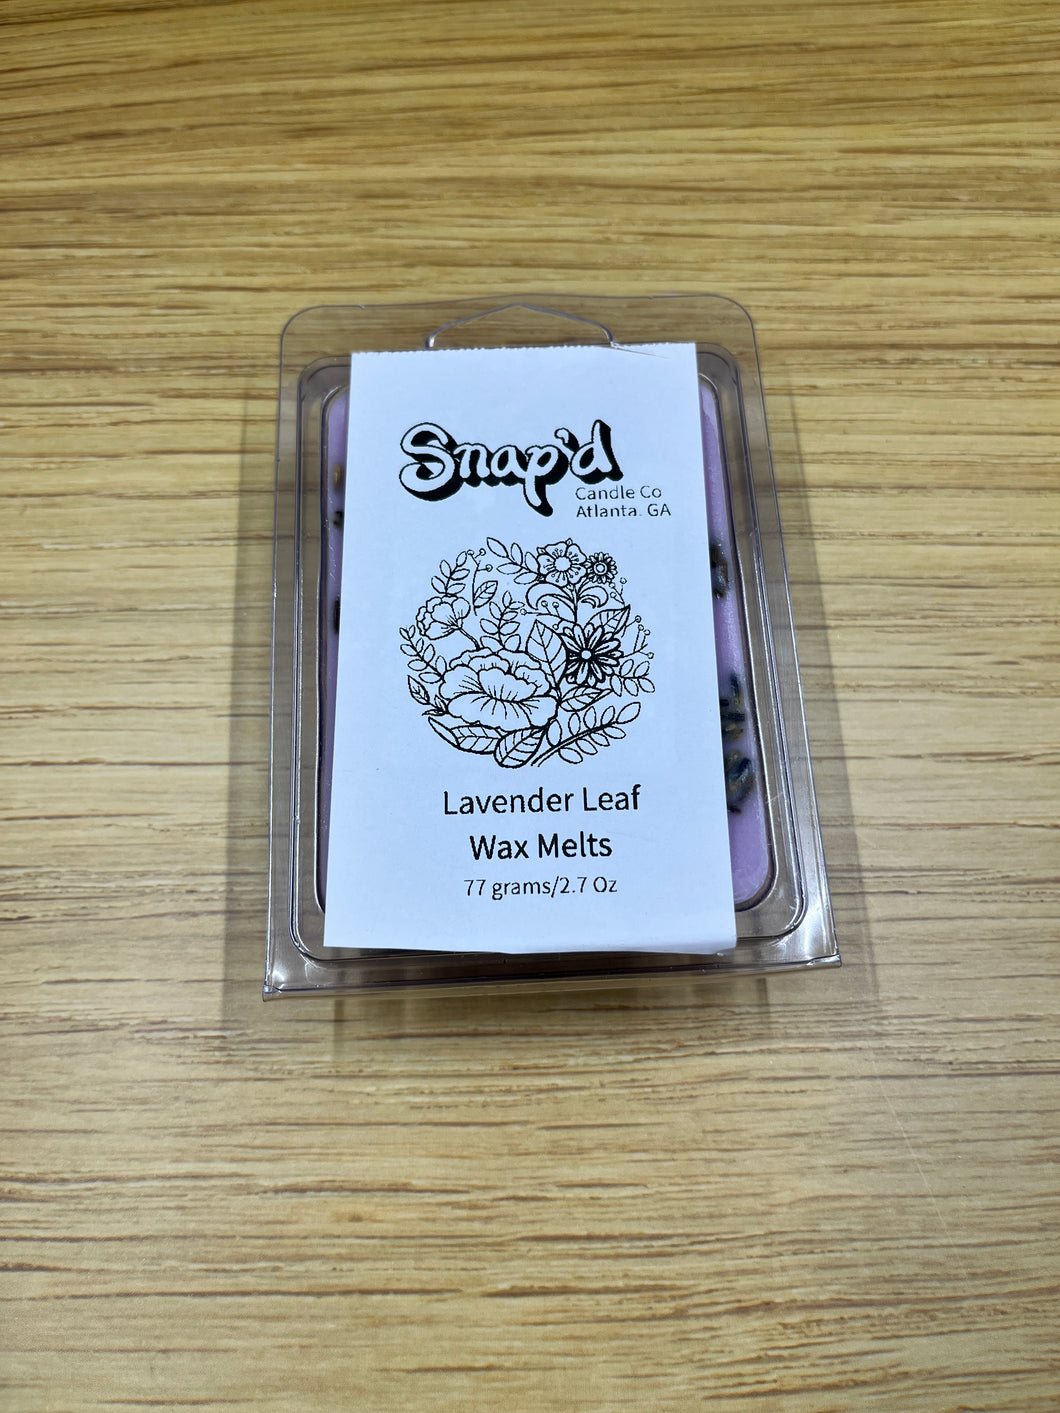 Snap'd
Candle Co
Atlanta. GA
Lavender Leaf
Wax Melts
77 grams/2.7 Oz